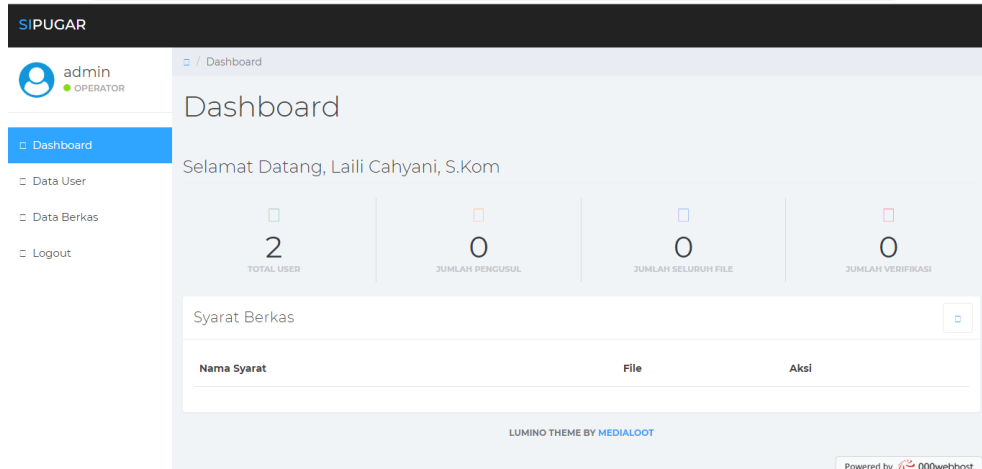 SIPUGAR
admin
OPERATOR
Dashboard
Data User
Data Berkas
Logout
/ Dashboard
Dashboard
Selamat Datang, Laili Cahyani, S.Kom
2
TOTAL USER
0
JUMLAH PENGUSUL
0
JUMLAH SELURUH FILE
0
JUMLAH VERIFIKASI
Syarat Berkas
Nama Syarat File Aksi
LUMINO THEME BY MEDIALOOT
Powered by 000webhost